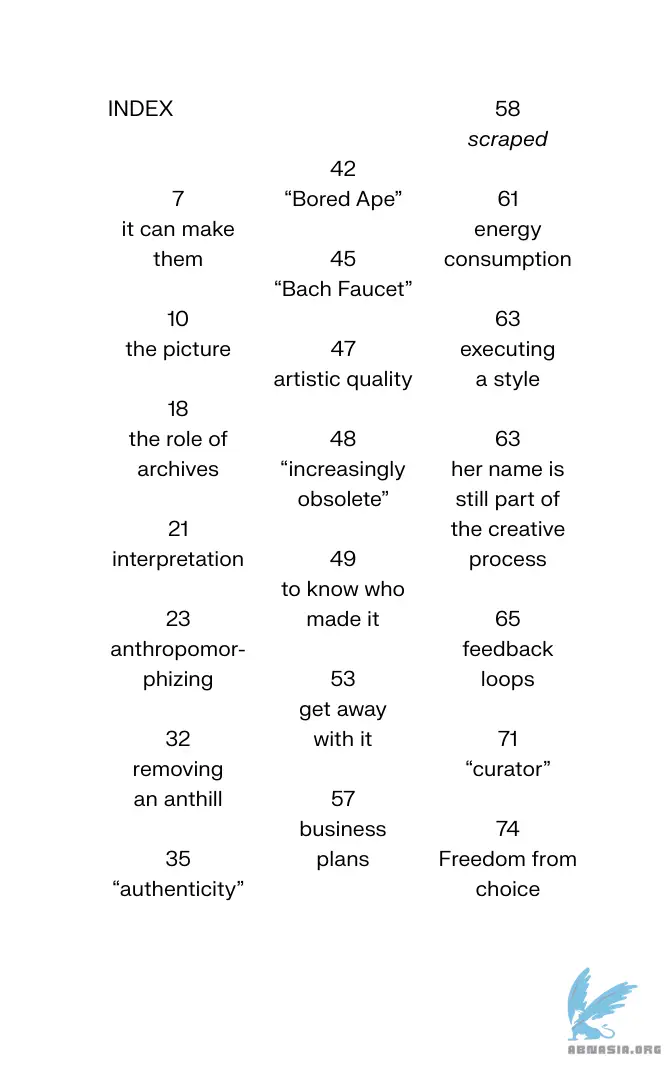 INDEX
7
it can make
them
10
the picture
18
the role of
archives
21
interpretation
23
anthropomor-
phizing
32
removing
an anthill
35
“authenticity”
42
“Bored Ape”
45
“Bach Faucet”
47
artistic quality
48
“increasingly
obsolete”
49
to know who
made it
53
get away
with it
57
business
plans
58
scraped
61
energy
consumption
63
executing
a style
63
her name is
still part of
the creative
process
65
feedback
loops
71
“curator”
74
Freedom from
choice
ABNASIA.ORG